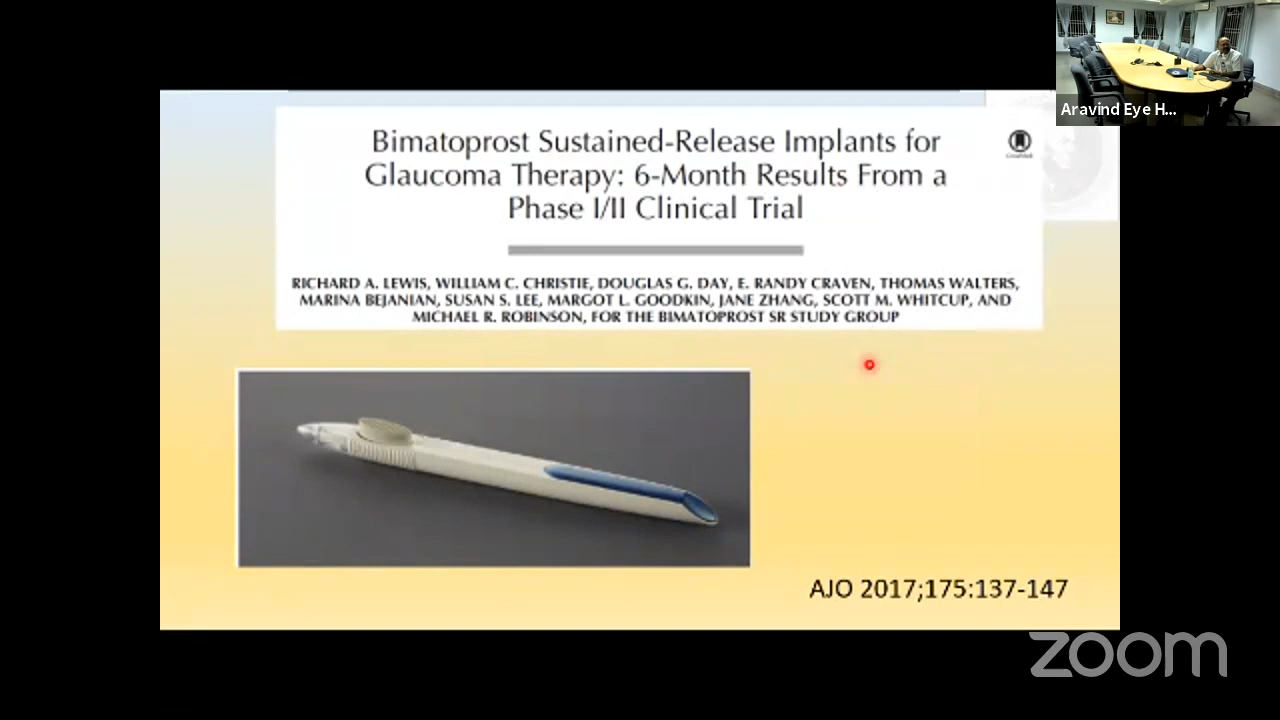 Aravind Eye H...
Bimatoprost Sustained-Release Implants for
Glaucoma Therapy: 6-Month Results From a
Phase I/II Clinical Trial
RICHARD A. LEWIS, WILLIAM C. CHRISTIE, DOUGLAS G. DAY, E. RANDY CRAVEN, THOMAS WALTERS,
MARINA BEJANIAN, SUSAN S. LEE, MARGOT L. GOODKIN, JANE ZHANG, SCOTT M. WHITCUP, AND
MICHAEL R. ROBINSON, FOR THE BIMATOPROST SR STUDY GROUP
AJO 2017;175:137-147
zoom